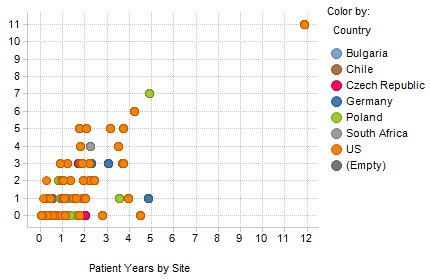 Color by:
Country
Bulgaria
Chile
Czech Republic
Germany
Poland
South Africa
US
(Empty)
11
10
9
8
7
6
5
4
3
2
1
0
0 1 2 3 4 5 6 7 8 9 10 11 12
Patient Years by Site